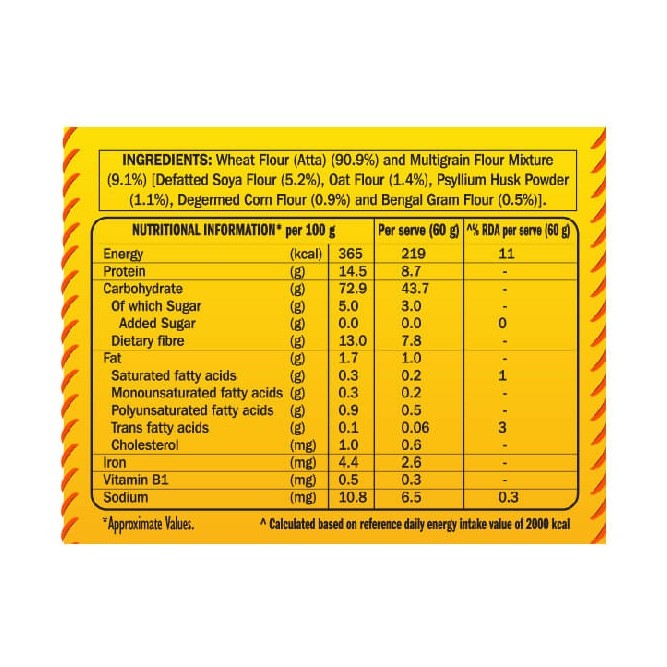 INGREDIENTS: Wheat Flour (Atta) (90.9%) and Multigrain Flour Mixture
(9.1%) [Defatted Soya Flour (5.2%), Oat Flour (1.4%), Psyllium Husk Powder
(1.1%), Degermed Corn Flour (0.9%) and Bengal Gram Flour (0.5%)].
NUTRITIONAL INFORMATION* per 100 g Per serve (60 g) ^% RDA per serve (60 g)
Energy (kcal) 365 219 11
Protein (g) 14.5 8.7 -
Carbohydrate (g) 72.9 43.7 -
Of which Sugar (g) 5.0 3.0 -
Added Sugar (g) 0.0 0.0 0
Dietary fibre (g) 13.0 7.8 -
Fat (g) 1.7 1.0 -
Saturated fatty acids (g) 0.3 0.2 1
Monounsaturated fatty acids (g) 0.3 0.2 -
Polyunsaturated fatty acids (g) 0.9 0.5 -
Trans fatty acids (g) 0.1 0.06 3
Cholesterol (mg) 1.0 0.6 -
Iron (mg) 4.4 2.6 -
Vitamin B1 (mg) 0.5 0.3 -
Sodium (mg) 10.8 6.5 0.3
*Approximate Values. ^ Calculated based on reference daily energy intake value of 2000 kcal